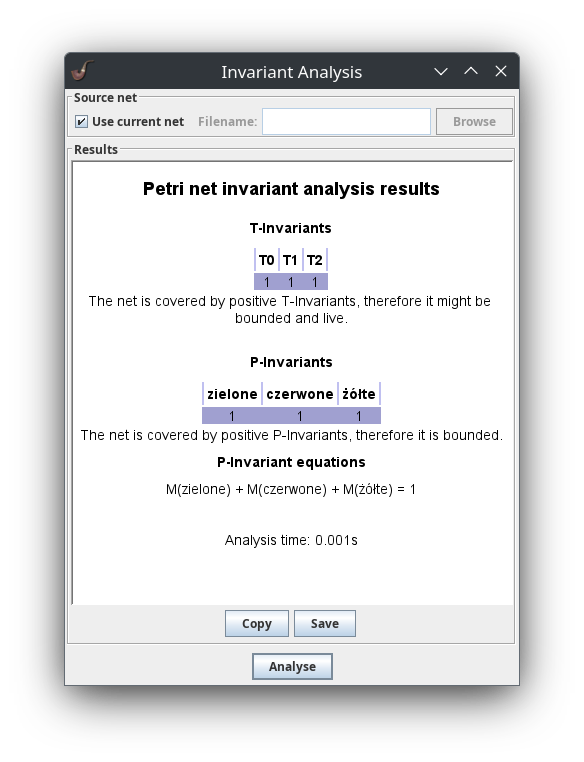 Invariant Analysis
Source net
Use current net Filename: Browse
Results
Petri net invariant analysis results
T-Invariants
T0 T1 T2
1 1 1
The net is covered by positive T-Invariants, therefore it might be
bounded and live.
P-Invariants
zielone czerwone żółte
1 1 1
The net is covered by positive P-Invariants, therefore it is bounded.
P-Invariant equations
M(zielone) + M(czerwone) + M(żółte) = 1
Analysis time: 0.001s
Copy Save
Analyse